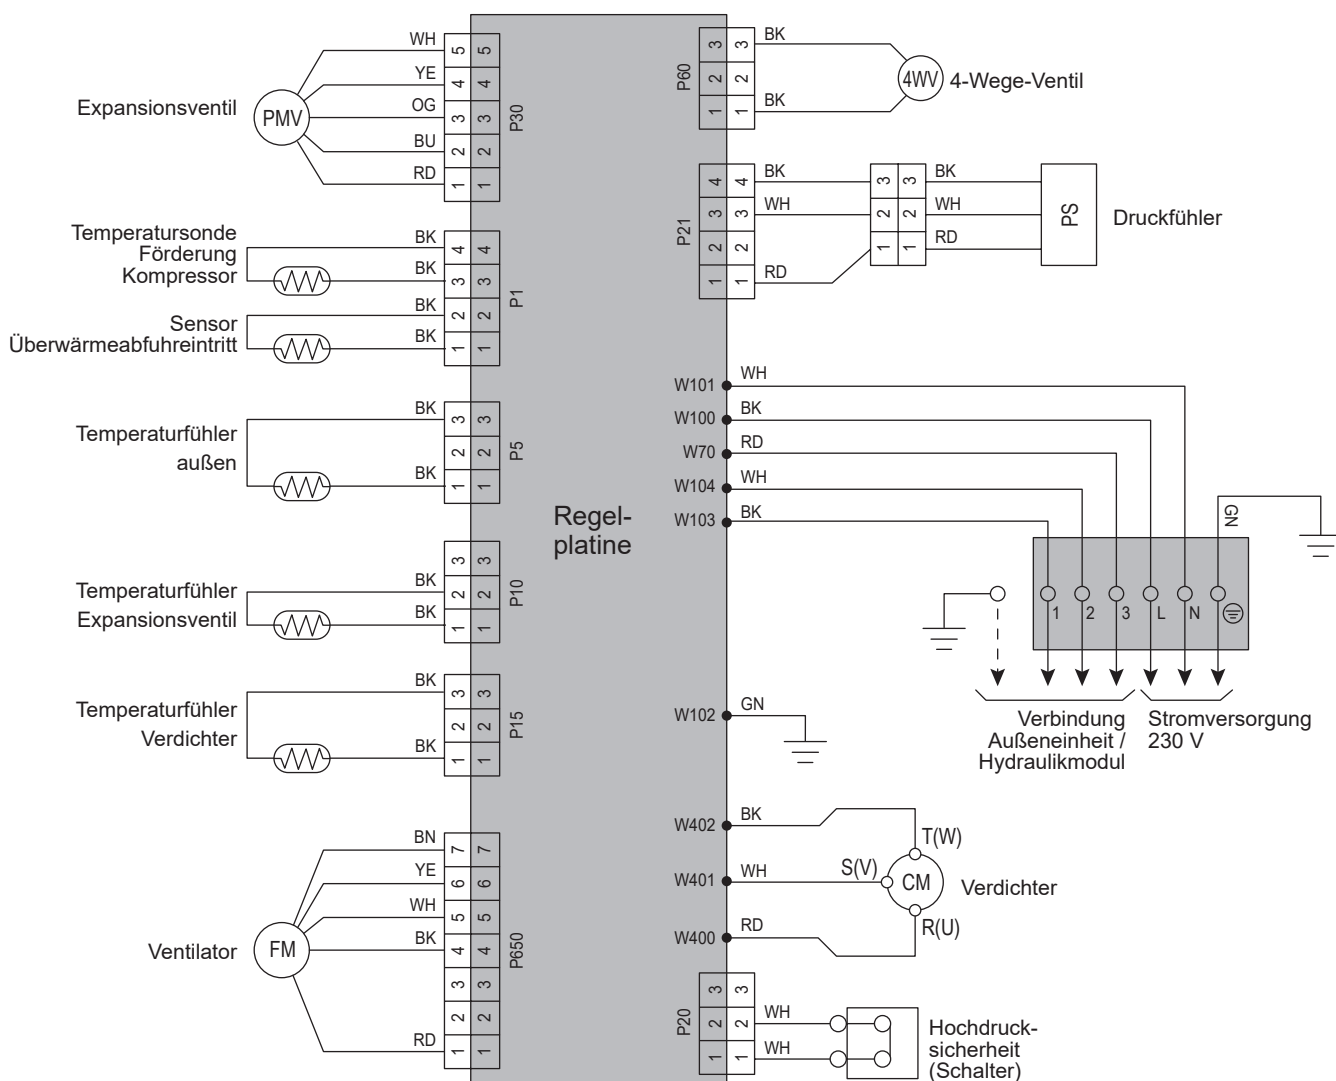 Expansionsventil
PMV
WH
YE
OG
BU
RD
5 5
4 4
3 3
2 2
1 1
P30
Temperatursonde
Förderung
Kompressor
Sensor
Überwärmeabfuhreintritt
BK
BK
BK
BK
4 4
3 3
2 2
1 1
P1
Temperaturfühler
außen
BK
BK
3 3
2 2
1 1
P5
Temperaturfühler
Expansionsventil
BK
BK
3 3
2 2
1 1
P10
Temperaturfühler
Verdichter
BK
BK
3 3
2 2
1 1
P15
Ventilator
FM
BN
YE
WH
BK
RD
7 7
6 6
5 5
4 4
3 3
2 2
1 1
P650
Regel-
platine
P60
3 3
2 2
1 1
BK
BK
4WV
4-Wege-Ventil
P21
4 4
3 3
2 2
1 1
BK
WH
RD
3 3
2 2
1 1
BK
WH
RD
PS
Druckfühler
W101 WH
W100 BK
W70 RD
W104 WH
W103 BK
GN
1 2 3 L N
Verbindung
Außeneinheit /
Hydraulikmodul
Stromversorgung
230 V
W102 GN
W402 BK
W401 WH
W400 RD
T(W)
S(V)
R(U)
CM
Verdichter
P20
3 3
2 2
1 1
WH
WH
Hochdruck-
sicherheit
(Schalter)